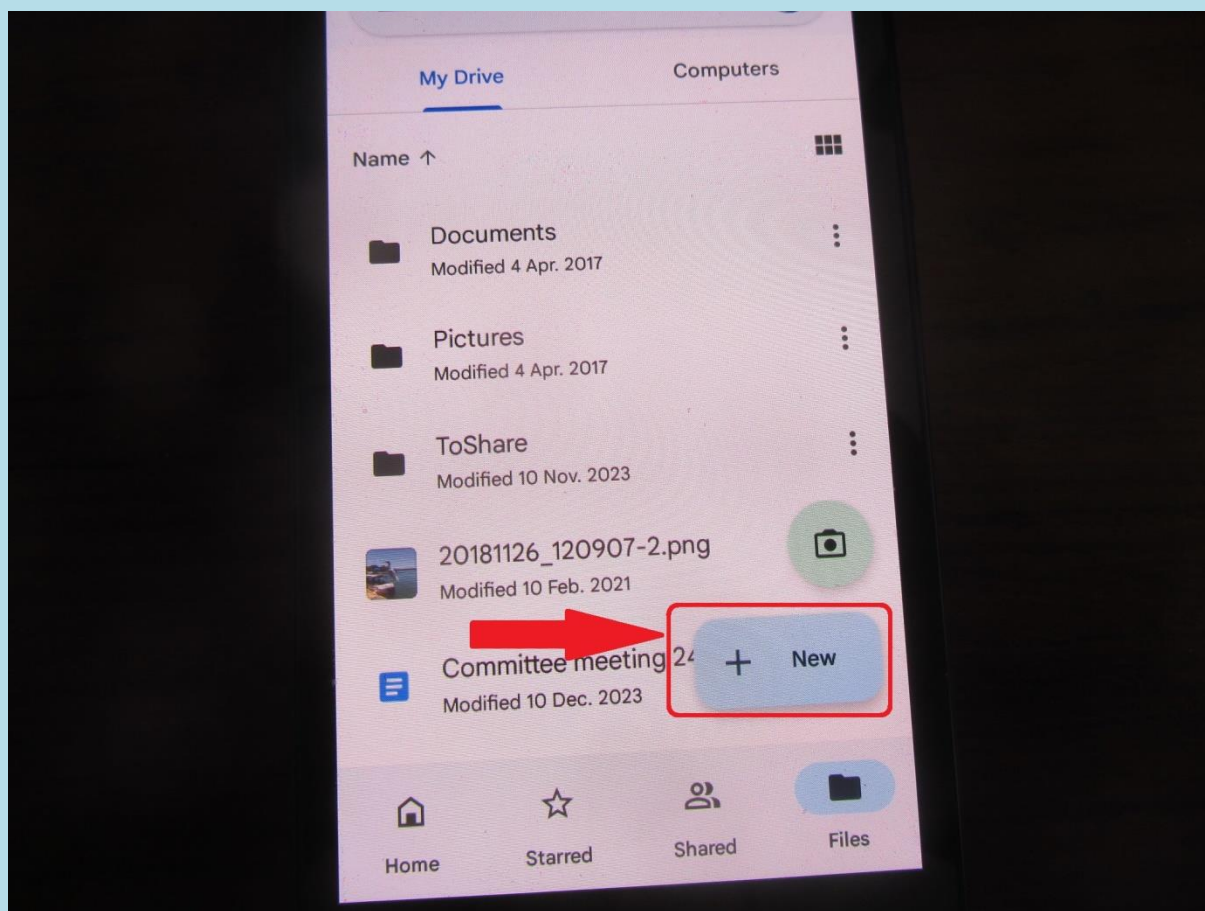 My Drive
Computers
Name ↑
Documents
Modified 4 Apr. 2017
Pictures
Modified 4 Apr. 2017
ToShare
Modified 10 Nov. 2023
20181126_120907-2.png
Modified 10 Feb. 2021
Committee meeting 24
Modified 10 Dec. 2023
+ New
Home
Starred
Shared
Files